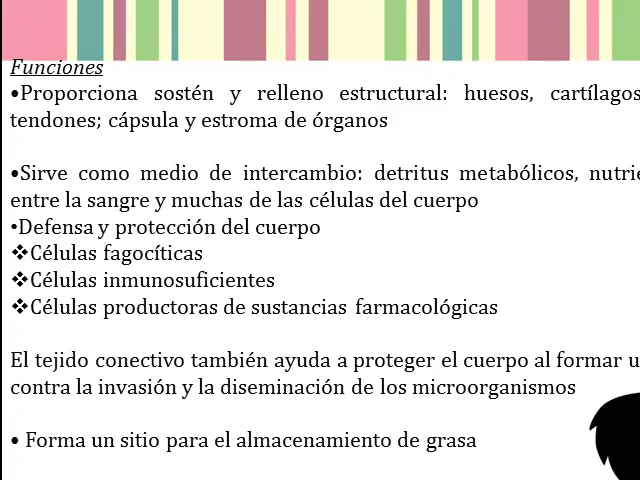 Funciones
•Proporciona sostén y relleno estructural: huesos, cartílagos
tendones; cápsula y estroma de órganos
•Sirve como medio de intercambio: detritus metabólicos,
entre la sangre y muchas de las células del cuerpo
•Defensa y protección del cuerpo
❖Células fagocíticas
❖Células inmunosuficientes
❖Células productoras de sustancias farmacológicas
El tejido conectivo también ayuda a proteger el cuerpo al formar
contra la invasión y la diseminación de los microorganismos
• Forma un sitio para el almacenamiento de grasa